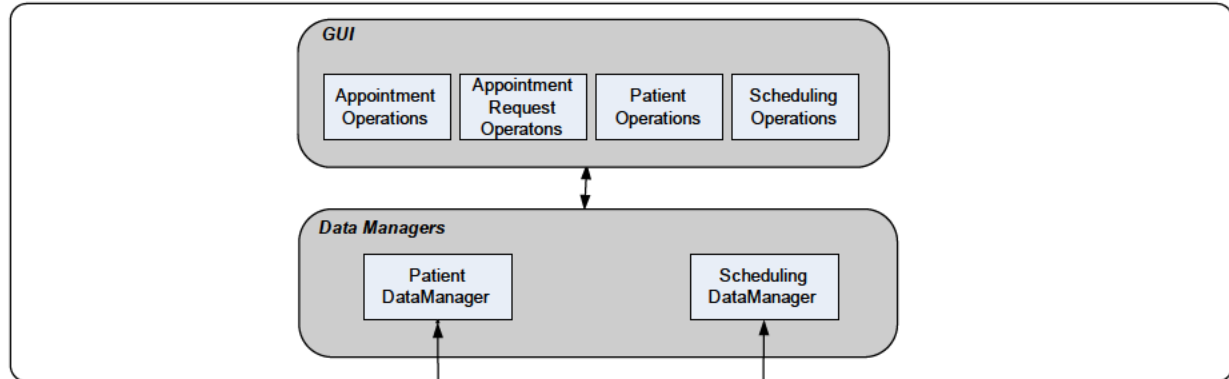 GUI
Appointment
Operations
Appointment
Request
Operatons
Patient
Operations
Scheduling
Operations
Data Managers
Patient
DataManager
Scheduling
DataManager